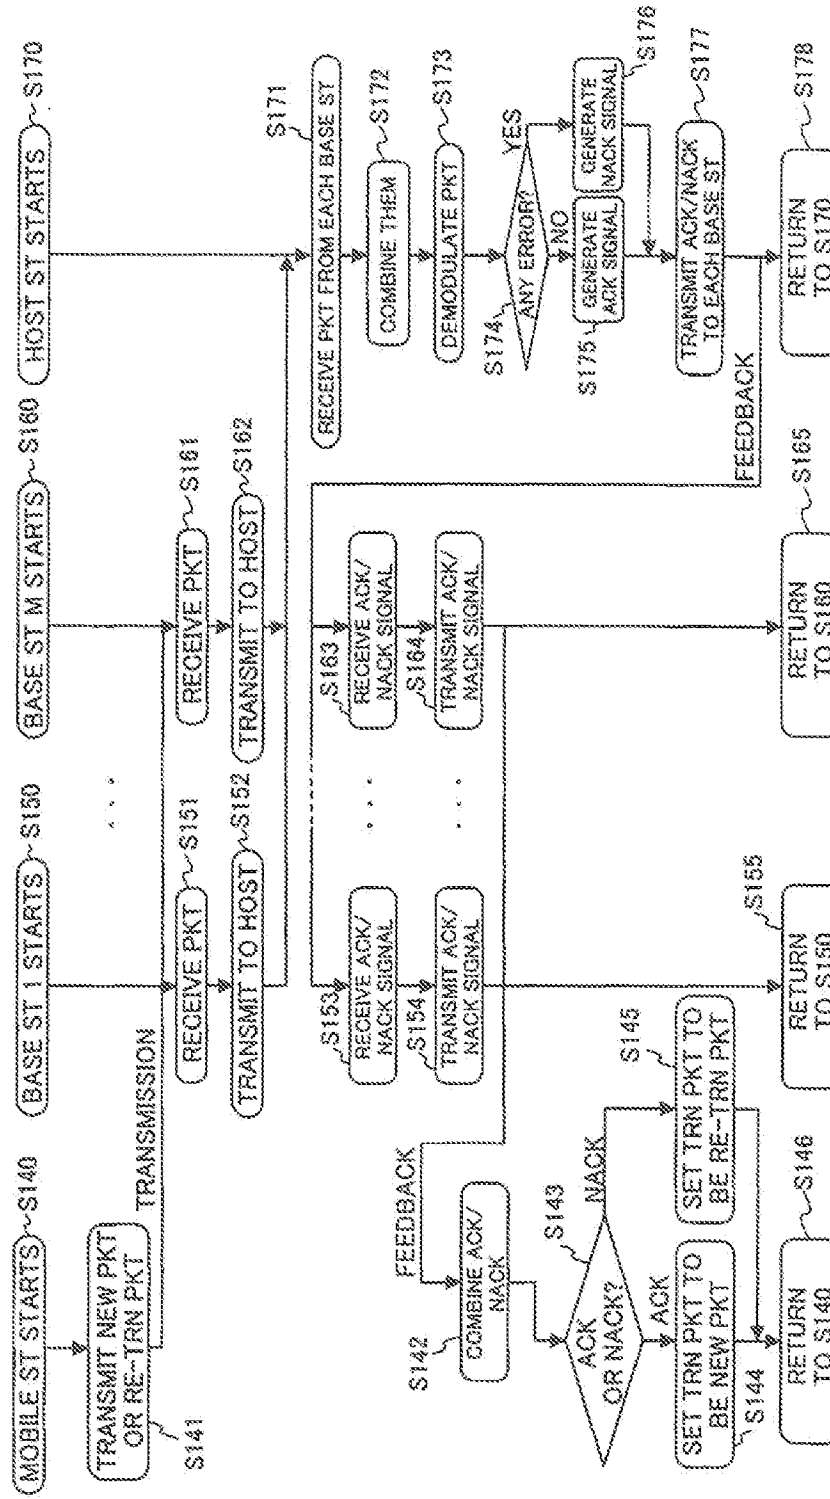 MOBILE ST STARTS
S140
TRANSMIT NEW PKT
OR RE-TRN PKT
S141
TRANSMISSION
FEEDBACK
COMBINE ACK/
NACK
S142
ACK
OR NACK?
S143
NACK
ACK
SET TRN PKT TO
BE NEW PKT
S144
SET TRN PKT TO
BE RE-TRN PKT
S145
RETURN
TO S140
S146
BASE ST 1 STARTS
S150
RECEIVE PKT
S151
TRANSMIT TO HOST
S152
S153
RECEIVE ACK/
NACK SIGNAL
S154
TRANSMIT ACK/
NACK SIGNAL
RETURN
TO S150
S155
. . .
. . .
. . .
BASE ST M STARTS
S160
RECEIVE PKT
S161
TRANSMIT TO HOST
S162
S163
RECEIVE ACK/
NACK SIGNAL
S164
TRANSMIT ACK/
NACK SIGNAL
RETURN
TO S160
S165
HOST ST STARTS
S170
S171
RECEIVE PKT FROM EACH BASE ST
COMBINE THEM
S172
DEMODULATE PKT
S173
S174
ANY ERROR?
YES
NO
S175
GENERATE
ACK SIGNAL
GENERATE
NACK SIGNAL
S176
TRANSMIT ACK/NACK
TO EACH BASE ST
S177
FEEDBACK
RETURN
TO S170
S178